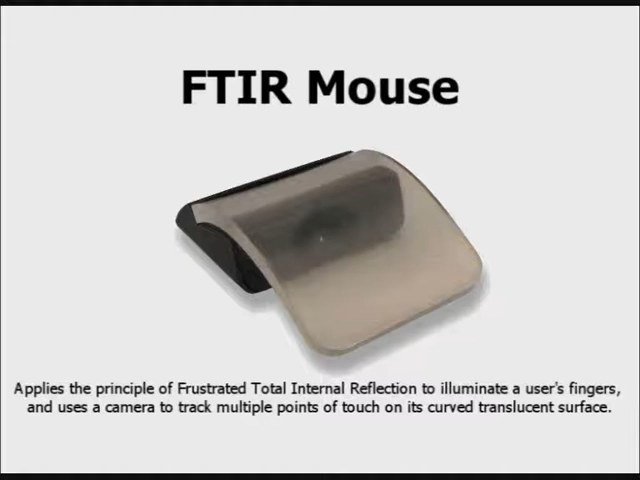 FTIR Mouse
Applies the principle of Frustrated Total Internal Reflection to illuminate a user's fingers,
and uses a camera to track multiple points of touch on its curved translucent surface.